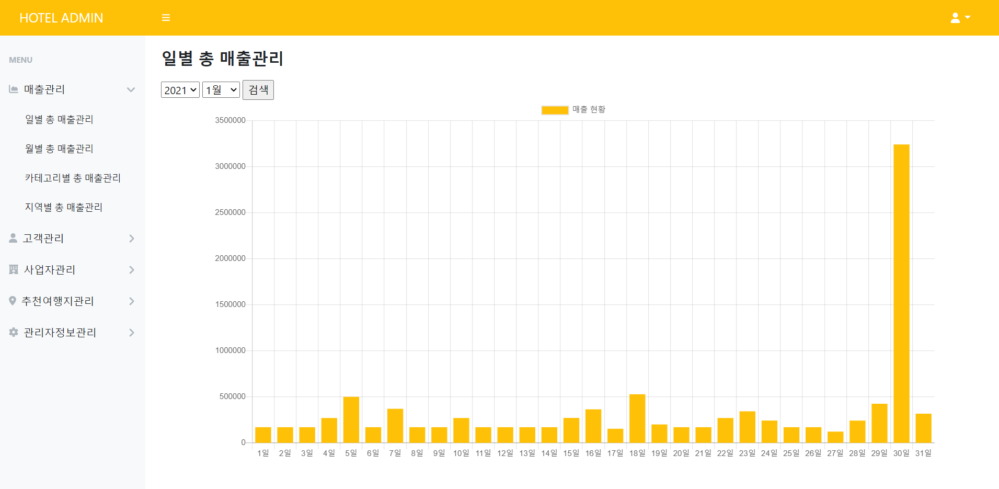 HOTEL ADMIN
MENU
매출관리
일별 총 매출관리
월별 총 매출관리
카테고리별 총 매출관리
지역별 총 매출관리
고객관리
사업자관리
추천여행지관리
관리자정보관리
일별 총 매출관리
2021 1월 검색
매출 현황
3500000
3000000
2500000
2000000
1500000
1000000
500000
0
1일 2일 3일 4일 5일 6일 7일 8일 9일 10일 11일 12일 13일 14일 15일 16일 17일 18일 19일 20일 21일 22일 23일 24일 25일 26일 27일 28일 29일 30일 31일